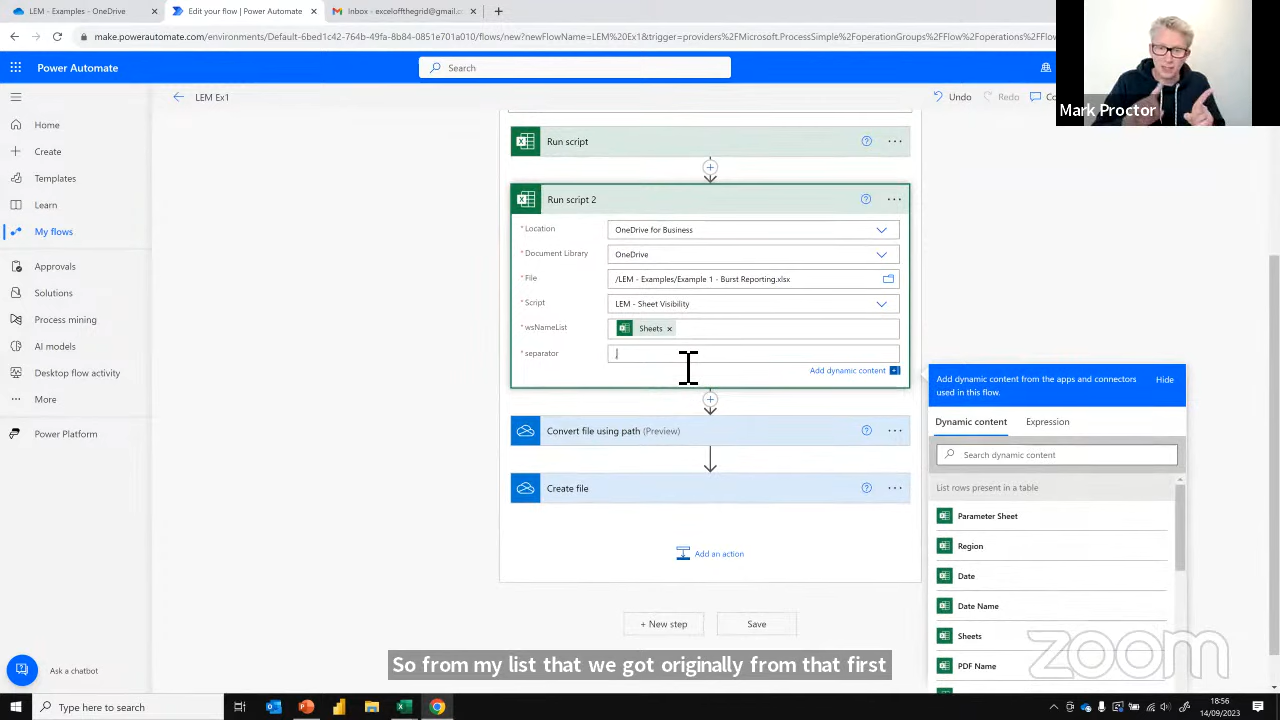 LEM - Examples - OneDrive
Edit your flow | Power Automate
Inbox - excelofthegrid@gmail.c
make.powerautomate.com/environments/Default-6bed1c42-764b-49fa-8b84-0851e701a01b/flows/new?newFlowName=LEM%20Ex1&trigger=providers%2FMicrosoft.ProcessSimple%2FoperationGroups%2FFlow%2Foperations%2FFlow
Power Automate
Search
LEM Ex1
Undo
Redo
Co
Mark Proctor
Home
Create
Templates
Learn
My flows
Approvals
Solutions
Process mining
AI models
Desktop flow activity
More
Power Platform
Ask a chatbot
Run script
Run script 2
* Location
OneDrive for Business
* Document Library
OneDrive
* File
/LEM - Examples/Example 1 - Burst Reporting.xlsx
* Script
LEM - Sheet Visibility
* wsNameList
Sheets
* separator
Add dynamic content
Convert file using path (Preview)
Create file
Add an action
+ New step
Save
Add dynamic content from the apps and connectors
used in this flow.
Hide
Dynamic content
Expression
Search dynamic content
List rows present in a table
Parameter Sheet
Region
Date
Date Name
Sheets
PDF Name
zoom
So from my list that we got originally from that first
Type here to search
18:56
14/09/2023